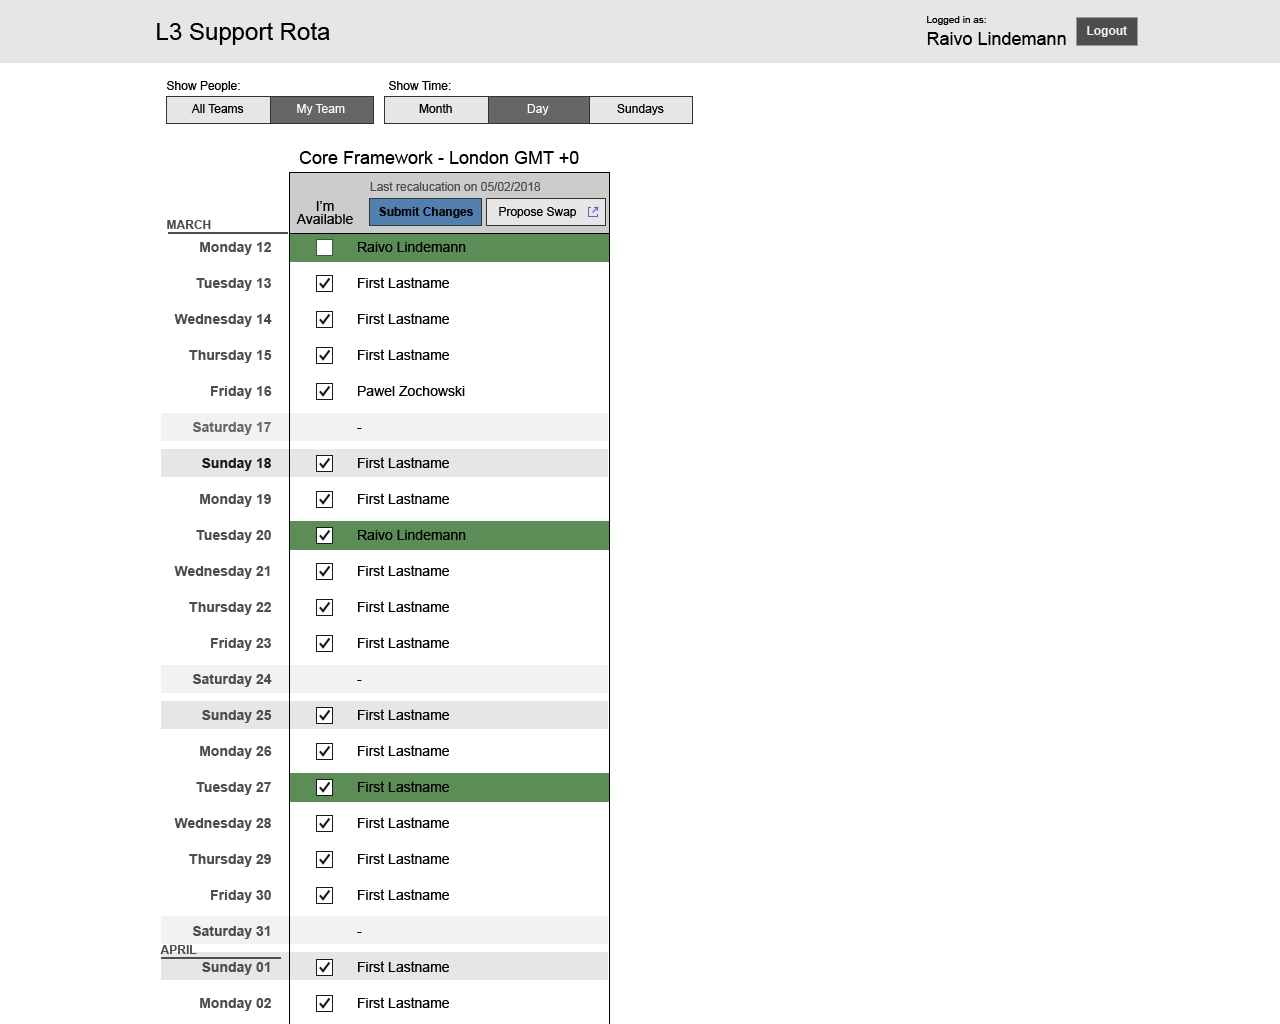 L3 Support Rota
Logged in as:
Raivo Lindemann
Logout
Show People:
Show Time:
All Teams
My Team
Month
Day
Sundays
Core Framework - London GMT +0
Last recalucation on 05/02/2018
I'm
Available
Submit Changes
Propose Swap
MARCH
Monday 12 Raivo Lindemann
Tuesday 13 First Lastname
Wednesday 14 First Lastname
Thursday 15 First Lastname
Friday 16 Pawel Zochowski
Saturday 17 -
Sunday 18 First Lastname
Monday 19 First Lastname
Tuesday 20 Raivo Lindemann
Wednesday 21 First Lastname
Thursday 22 First Lastname
Friday 23 First Lastname
Saturday 24 -
Sunday 25 First Lastname
Monday 26 First Lastname
Tuesday 27 First Lastname
Wednesday 28 First Lastname
Thursday 29 First Lastname
Friday 30 First Lastname
Saturday 31 -
APRIL
Sunday 01 First Lastname
Monday 02 First Lastname